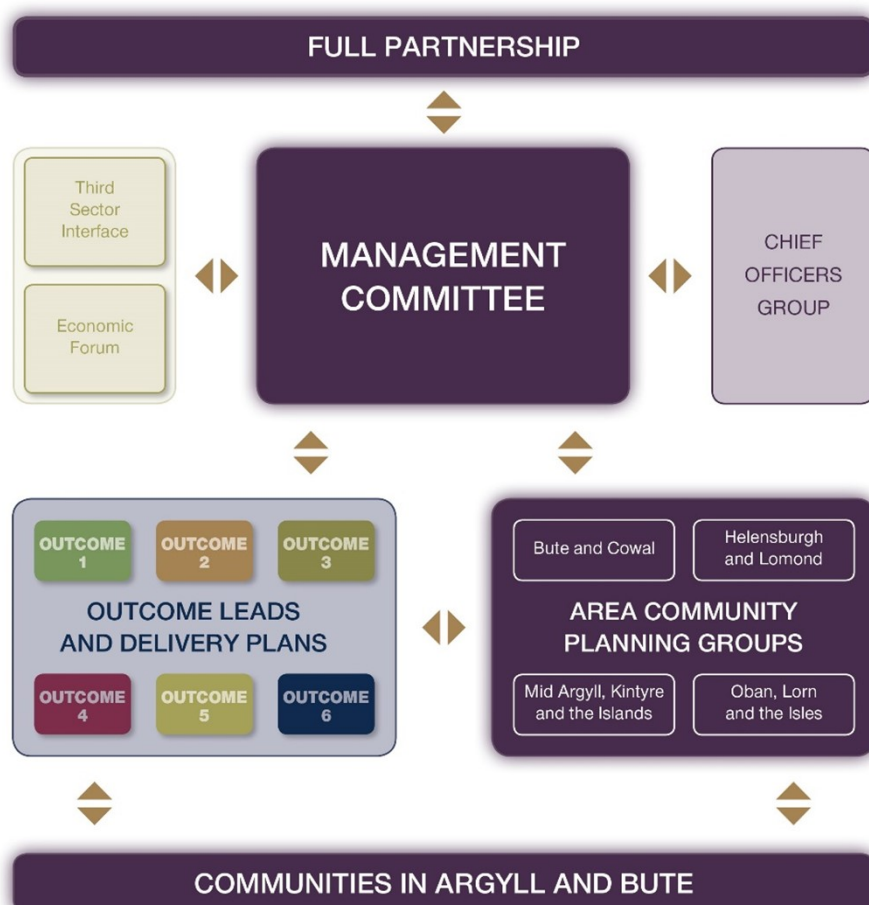 FULL PARTNERSHIP
Third
Sector
Interface
Economic
Forum
MANAGEMENT
COMMITTEE
CHIEF
OFFICERS
GROUP
OUTCOME
1
OUTCOME
2
OUTCOME
3
OUTCOME LEADS
AND DELIVERY PLANS
OUTCOME
4
OUTCOME
5
OUTCOME
6
Bute and Cowal
Helensburgh
and Lomond
AREA COMMUNITY
PLANNING GROUPS
Mid Argyll, Kintyre
and the Islands
Oban, Lorn
and the Isles
COMMUNITIES IN ARGYLL AND BUTE